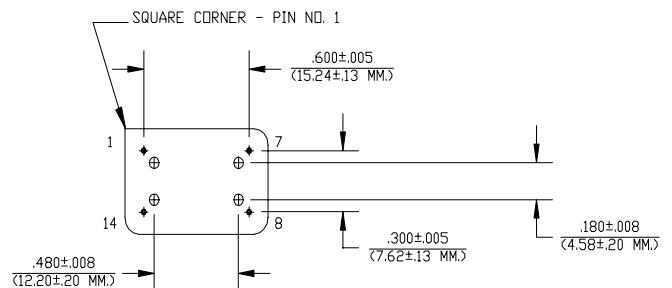 SQUARE CORNER - PIN NO. 1
.600±.005
(15.24±.13 MM.)
1
7
14
8
.180±.008
(4.58±.20 MM.)
.300±.005
(7.62±.13 MM.)
.480±.008
(12.20±.20 MM.)